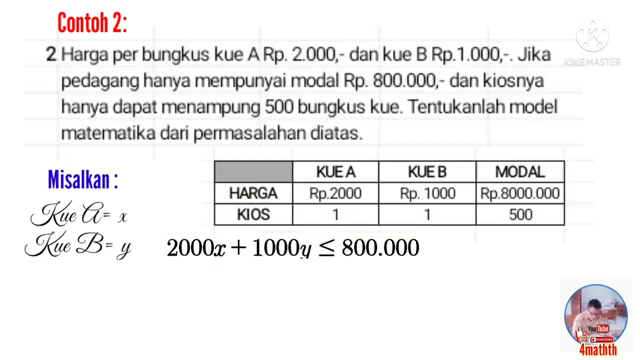 Contoh 2:
2 Harga per bungkus kue A Rp. 2.000,- dan kue B Rp.1.000,-. Jika
pedagang hanya mempunyai modal Rp. 800.000,- dan kiosnya
hanya dapat menampung 500 bungkus kue. Tentukanlah model
matematika dari permasalahan diatas.
KINEMASTER
Misalkan :
Kue A= x
Kue B= y
KUE A KUE B MODAL
HARGA Rp.2000 Rp. 1000 Rp.8000.000
KIOS 1 1 500
2000x + 1000y ≤ 800.000
YouTube
4mathth